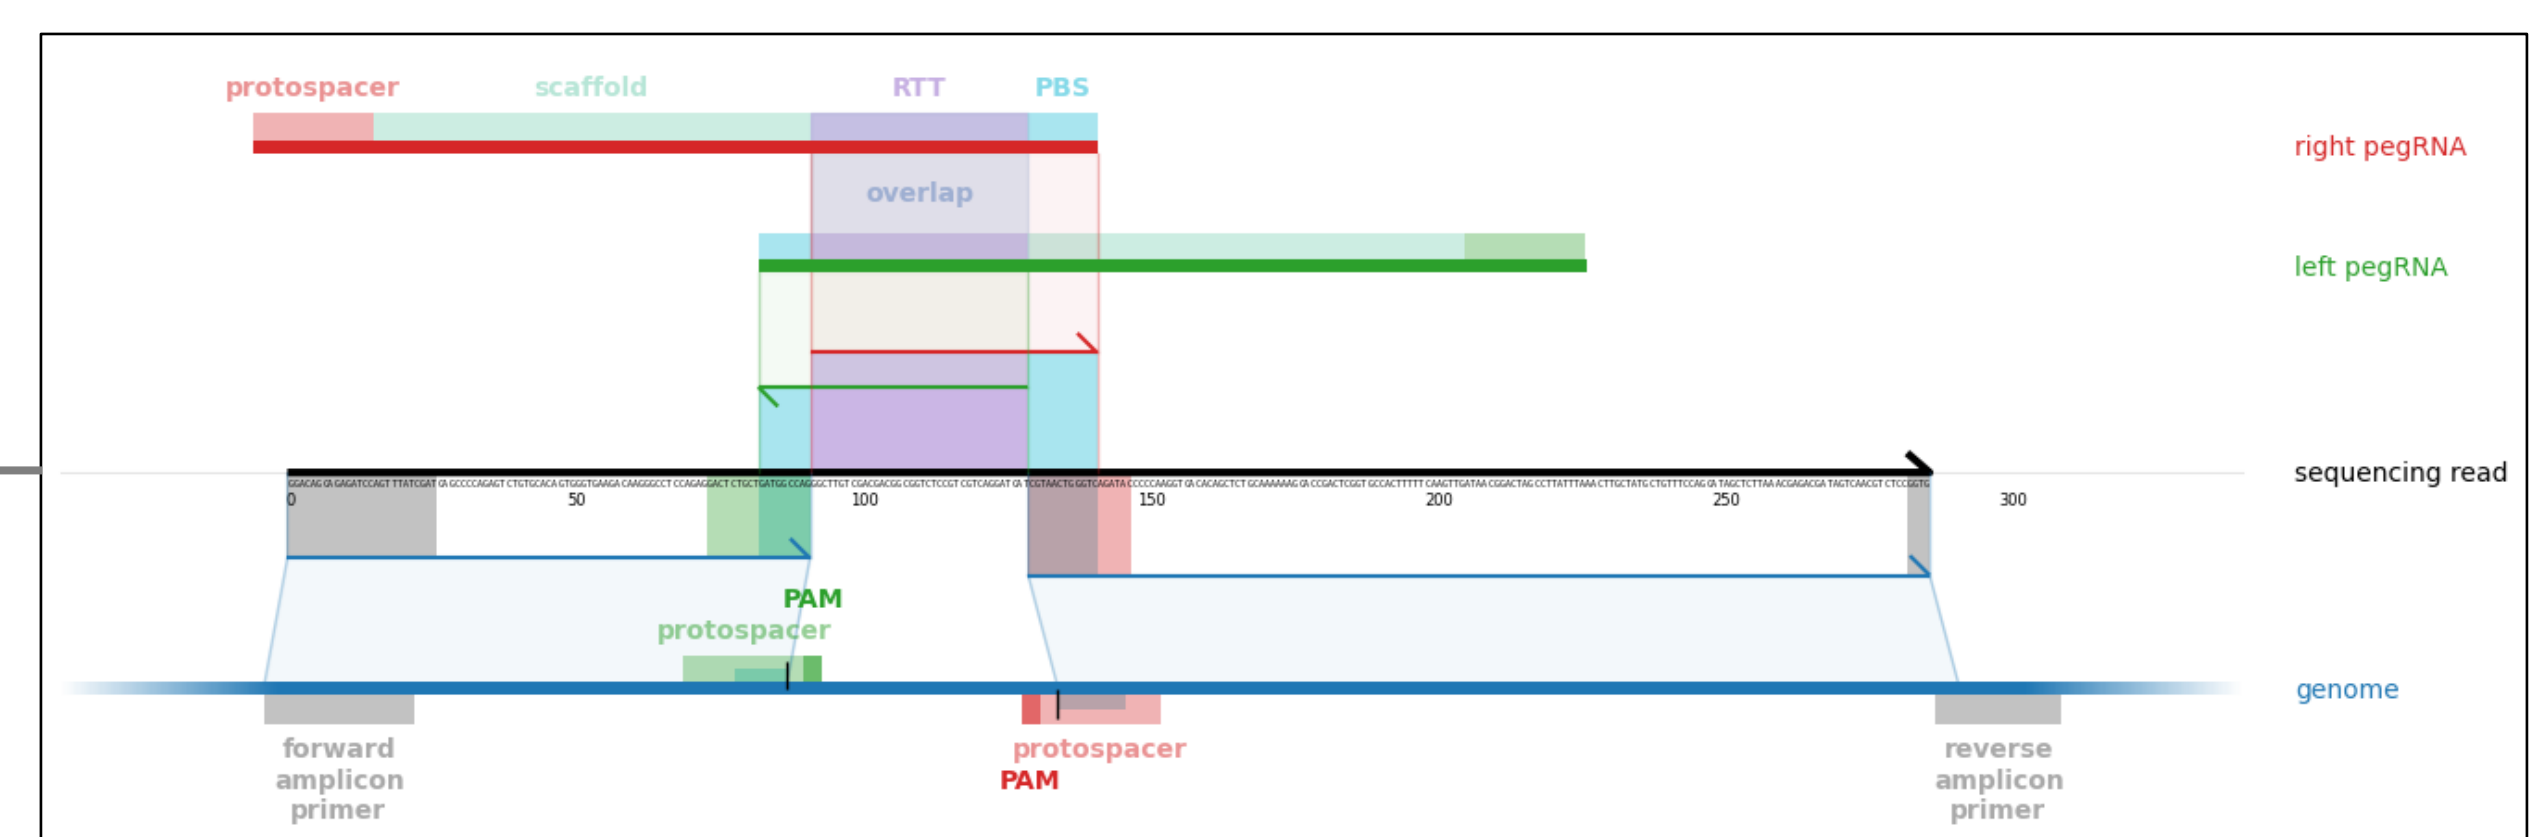 protospacer scaffold RTT PBS
right pegRNA
overlap
left pegRNA
sequencing read
0 50 100 150 200 250 300
PAM
protospacer
genome
forward
amplicon
primer
protospacer
PAM
reverse
amplicon
primer